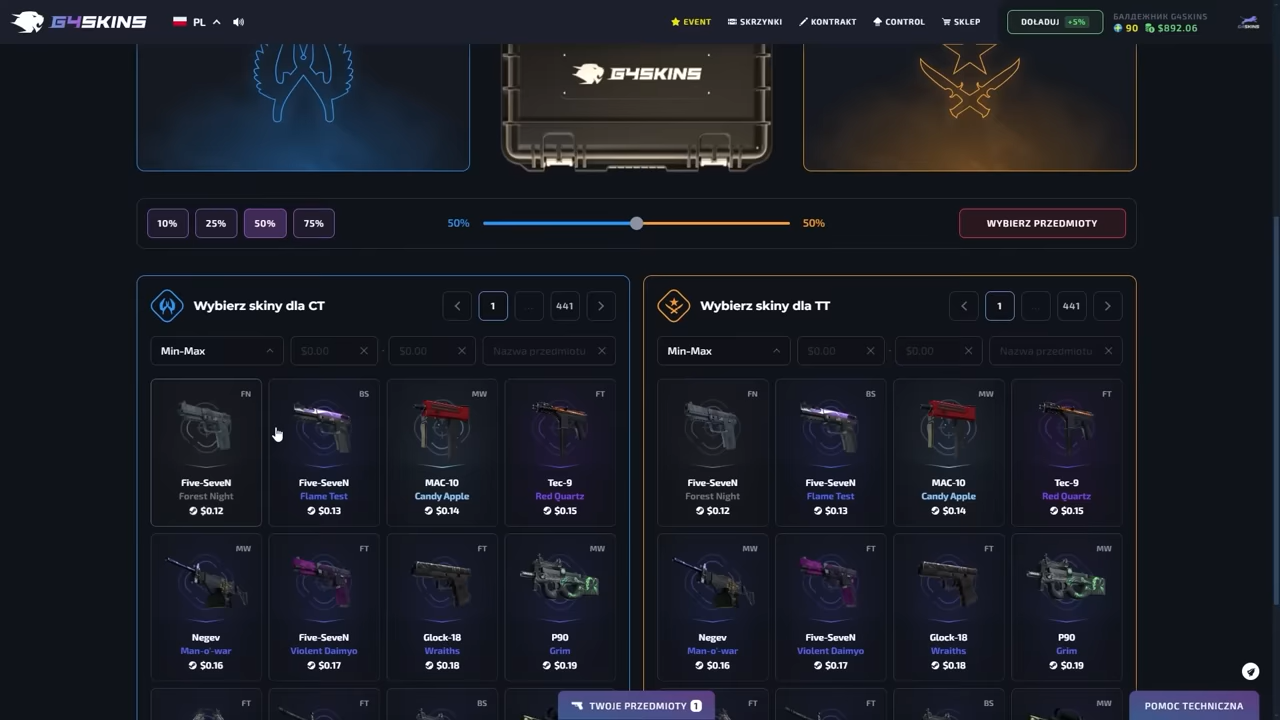 G4SKINS
PL
EVENT
SKRZYNKI
KONTRAKT
CONTROL
SKLEP
DOŁADUJ +5%
БАЛДЕЖНИК G4SKINS
90 $892.06
G4SKINS
G4SKINS
10% 25% 50% 75%
50% 50%
WYBIERZ PRZEDMIOTY
Wybierz skiny dla CT
1 ... 441
Min-Max $0.00 - $0.00 Nazwa przedmiotu
FN BS MW FT
Five-SeveN Five-SeveN MAC-10 Tec-9
Forest Night Flame Test Candy Apple Red Quartz
$0.12 $0.13 $0.14 $0.15
MW FT FT MW
Negev Five-SeveN Glock-18 P90
Man-o'-war Violent Daimyo Wraiths Grim
$0.16 $0.17 $0.18 $0.19
FT FT BS
Wybierz skiny dla TT
1 ... 441
Min-Max $0.00 - $0.00 Nazwa przedmiotu
FN BS MW FT
Five-SeveN Five-SeveN MAC-10 Tec-9
Forest Night Flame Test Candy Apple Red Quartz
$0.12 $0.13 $0.14 $0.15
MW FT FT MW
Negev Five-SeveN Glock-18 P90
Man-o'-war Violent Daimyo Wraiths Grim
$0.16 $0.17 $0.18 $0.19
FT FT BS FT
TWOJE PRZEDMIOTY 1
POMOC TECHNICZNA